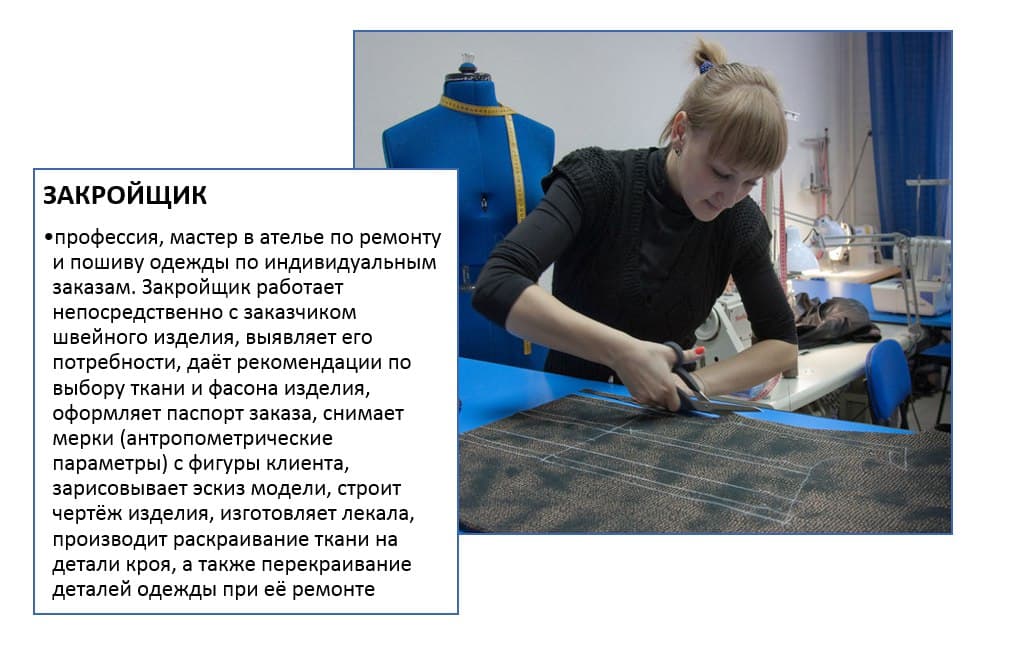 ЗАКРОЙЩИК
•профессия, мастер в ателье по ремонту
и пошиву одежды по индивидуальным
заказам. Закройщик работает
непосредственно с заказчиком
швейного изделия, выявляет его
потребности, даёт рекомендации по
выбору ткани и фасона изделия,
оформляет паспорт заказа, снимает
мерки (антропометрические
параметры) с фигуры клиента,
зарисовывает эскиз модели, строит
чертёж изделия, изготовляет лекала,
производит раскраивание ткани на
детали кроя, а также перекраивание
деталей одежды при её ремонте